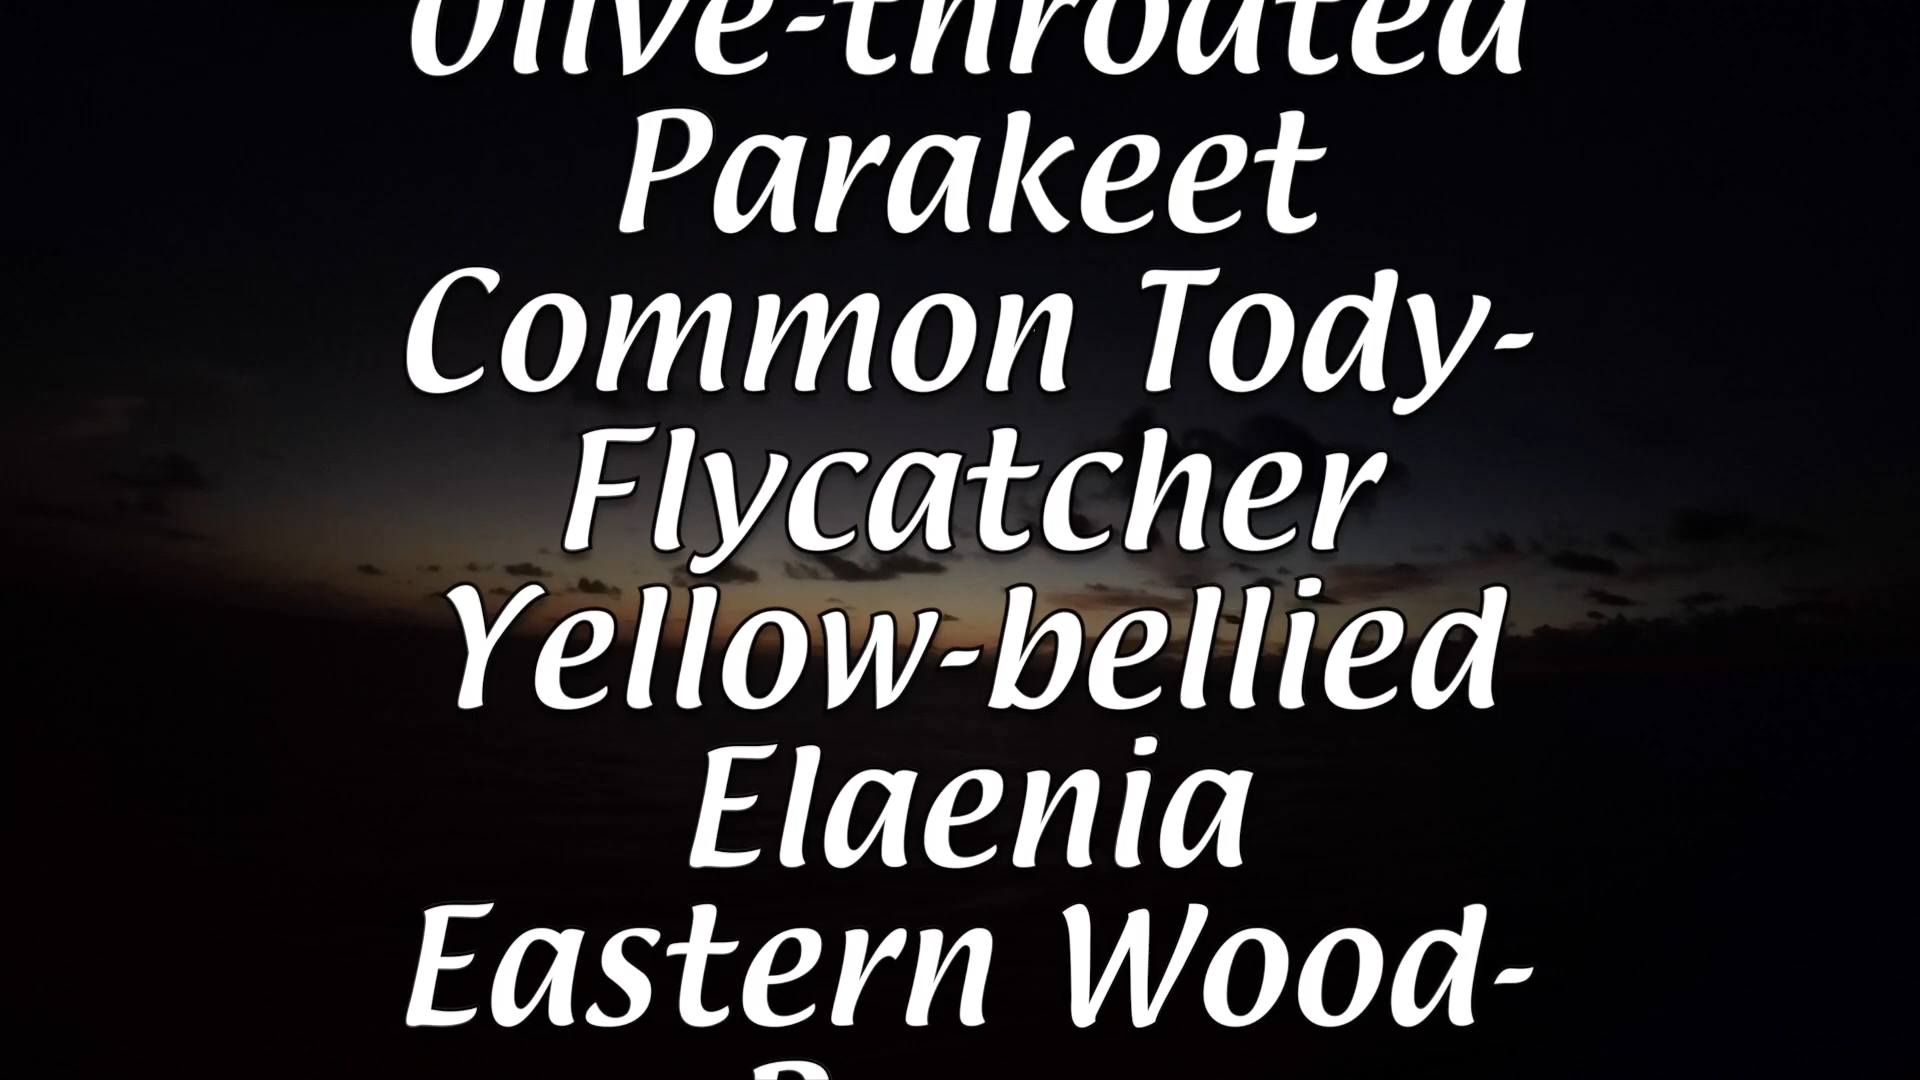 Olive-throated
Parakeet
Common Tody-
Flycatcher
Yellow-bellied
Elaenia
Eastern Wood-